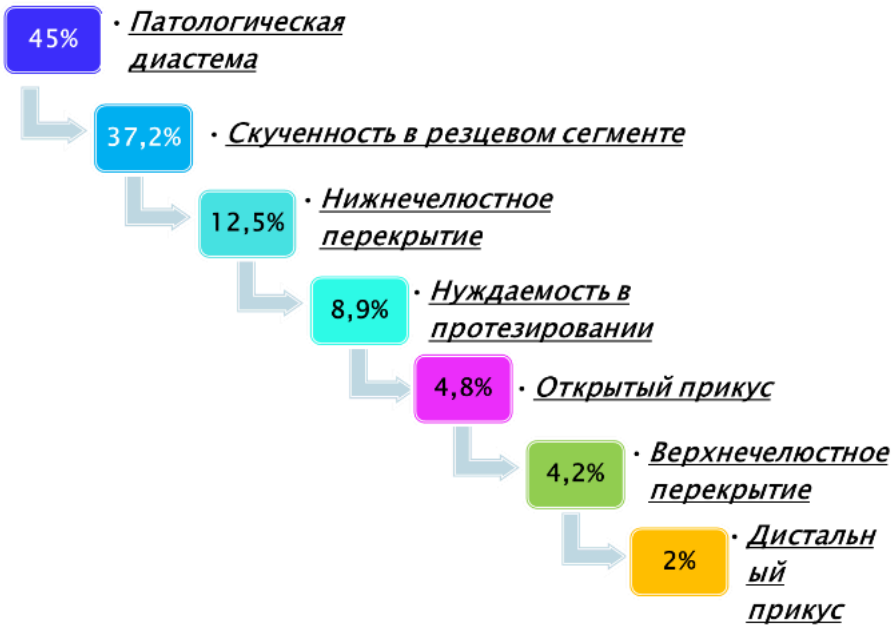 45%
· Патологическая
диастема
37,2%
· Скученность в резцевом сегменте
12,5%
· Нижнечелюстное
перекрытие
8,9%
· Нуждаемость в
протезировании
4,8%
· Открытый прикус
4,2%
· Верхнечелюстное
перекрытие
2%
· Дистальн
ый
прикус